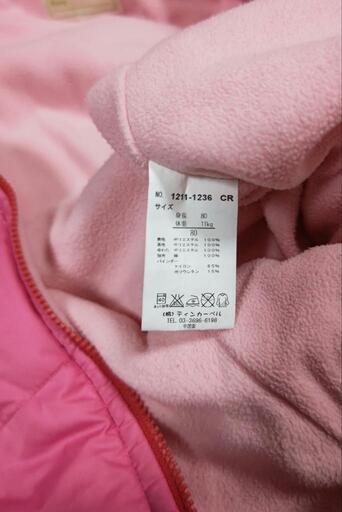 NO. 1211-1236 CR
サイズ
身長 80
体重 11kg
80
表地 ポリエステル 100%
裏地 ポリエステル 100%
中わた ポリエステル 100%
別布 綿 100%
バインダー
ナイロン 85%
ポリウレタン 15%
(株)ティンカーベル
TEL. 03-3696-6196
中国製